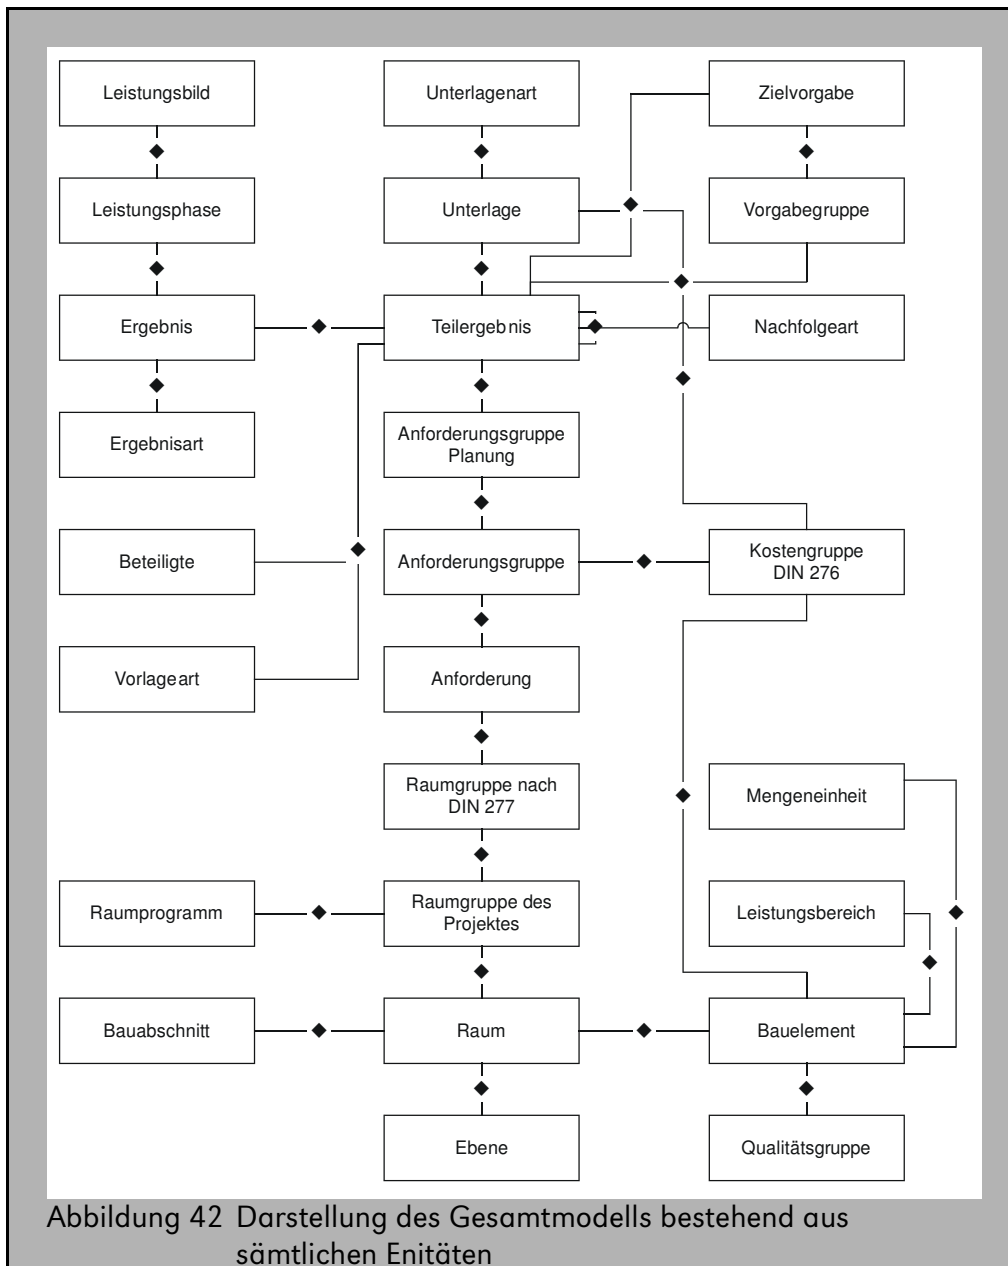 Leistungsbild
Unterlagenart
Zielvorgabe
Leistungsphase
Unterlage
Vorgabegruppe
Ergebnis
Teilergebnis
Nachfolgeart
Ergebnisart
Anforderungsgruppe
Planung
Beteiligte
Anforderungsgruppe
Kostengruppe
DIN 276
Vorlageart
Anforderung
Raumgruppe nach
DIN 277
Mengeneinheit
Raumprogramm
Raumgruppe des
Projektes
Leistungsbereich
Bauabschnitt
Raum
Bauelement
Ebene
Qualitätsgruppe
Abbildung 42 Darstellung des Gesamtmodells bestehend aus
sämtlichen Enitäten